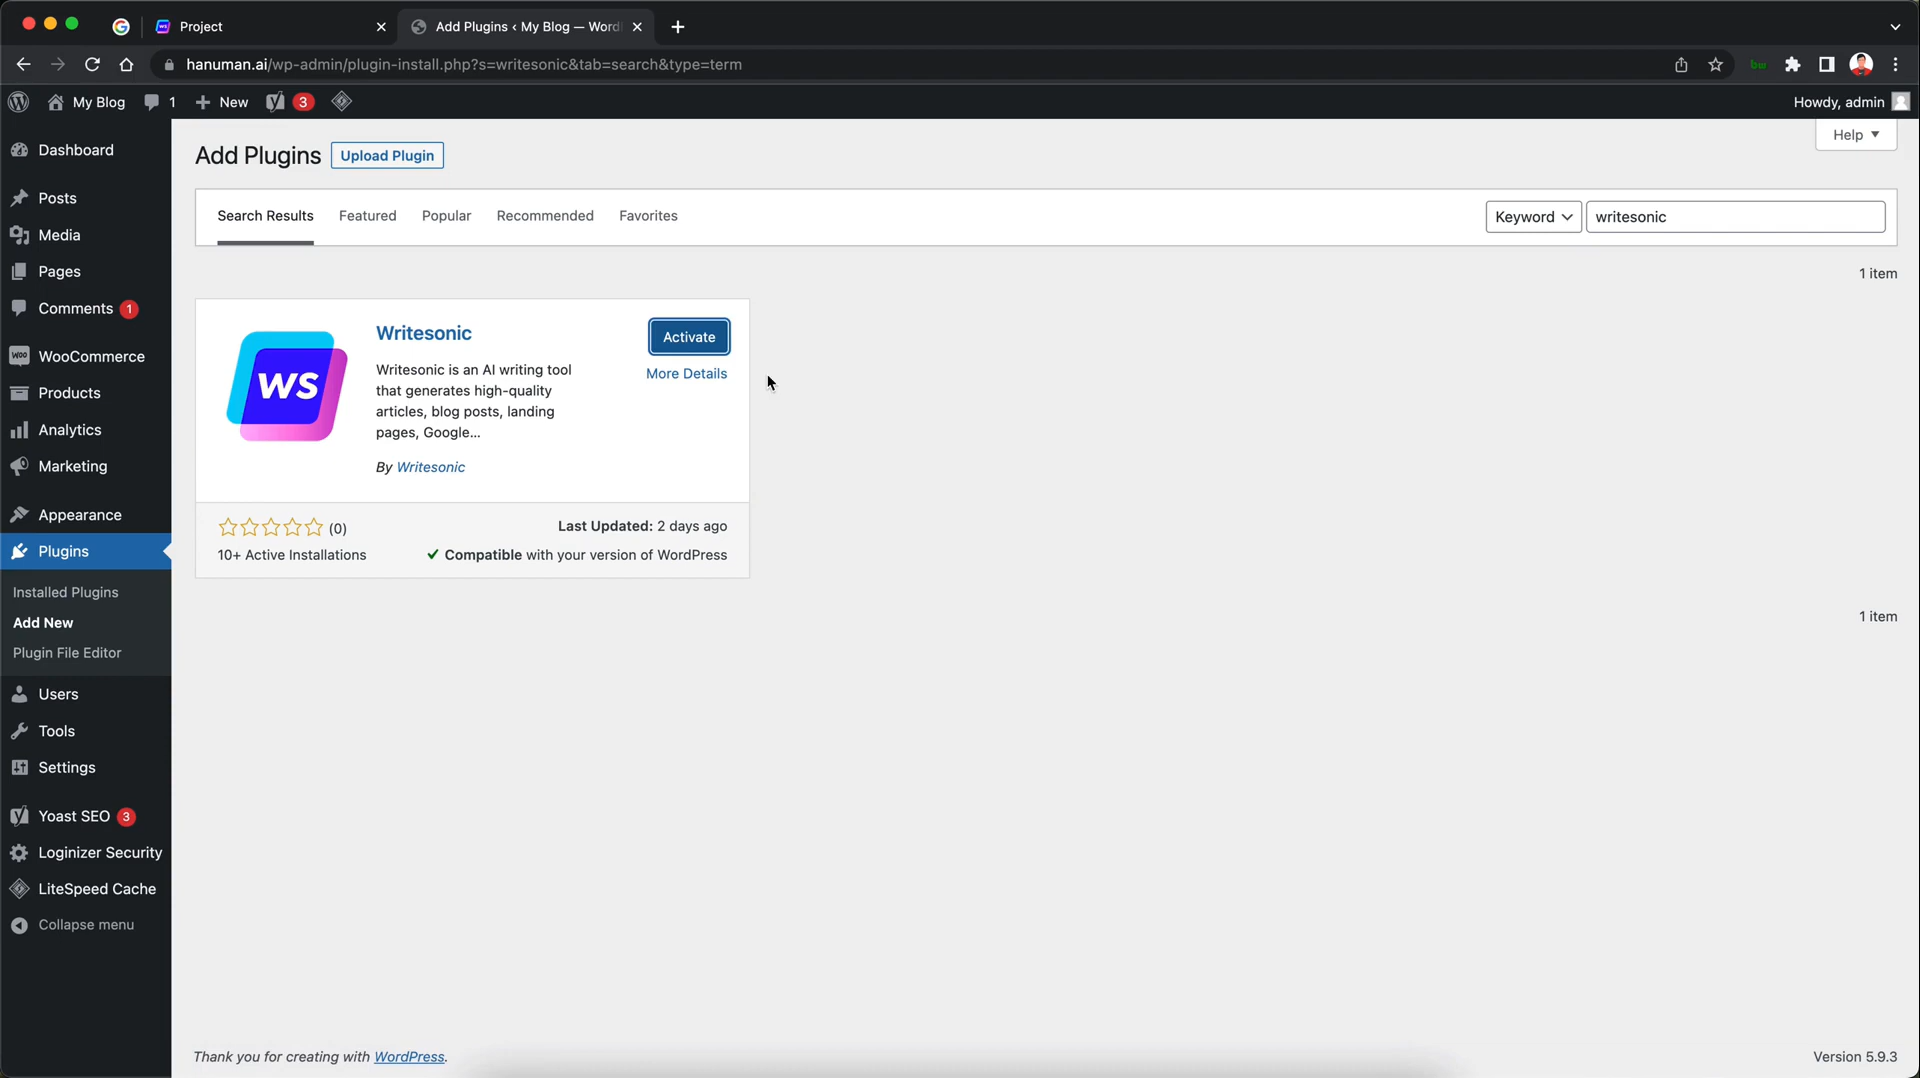 Project
Add Plugins ‹ My Blog — Word
hanuman.ai/wp-admin/plugin-install.php?s=writesonic&tab=search&type=term
bw
My Blog
1
New
3
Howdy, admin
Dashboard
Posts
Media
Pages
Comments 1
WOO WooCommerce
Products
Analytics
Marketing
Appearance
Plugins
Installed Plugins
Add New
Plugin File Editor
Users
Tools
Settings
Yoast SEO 3
Loginizer Security
LiteSpeed Cache
Collapse menu
Help
Add Plugins
Upload Plugin
Search Results
Featured
Popular
Recommended
Favorites
Keyword
writesonic
1 item
WS
Writesonic
Activate
More Details
Writesonic is an AI writing tool
that generates high-quality
articles, blog posts, landing
pages, Google...
By Writesonic
(0)
Last Updated: 2 days ago
10+ Active Installations
Compatible with your version of WordPress
1 item
Thank you for creating with WordPress.
Version 5.9.3